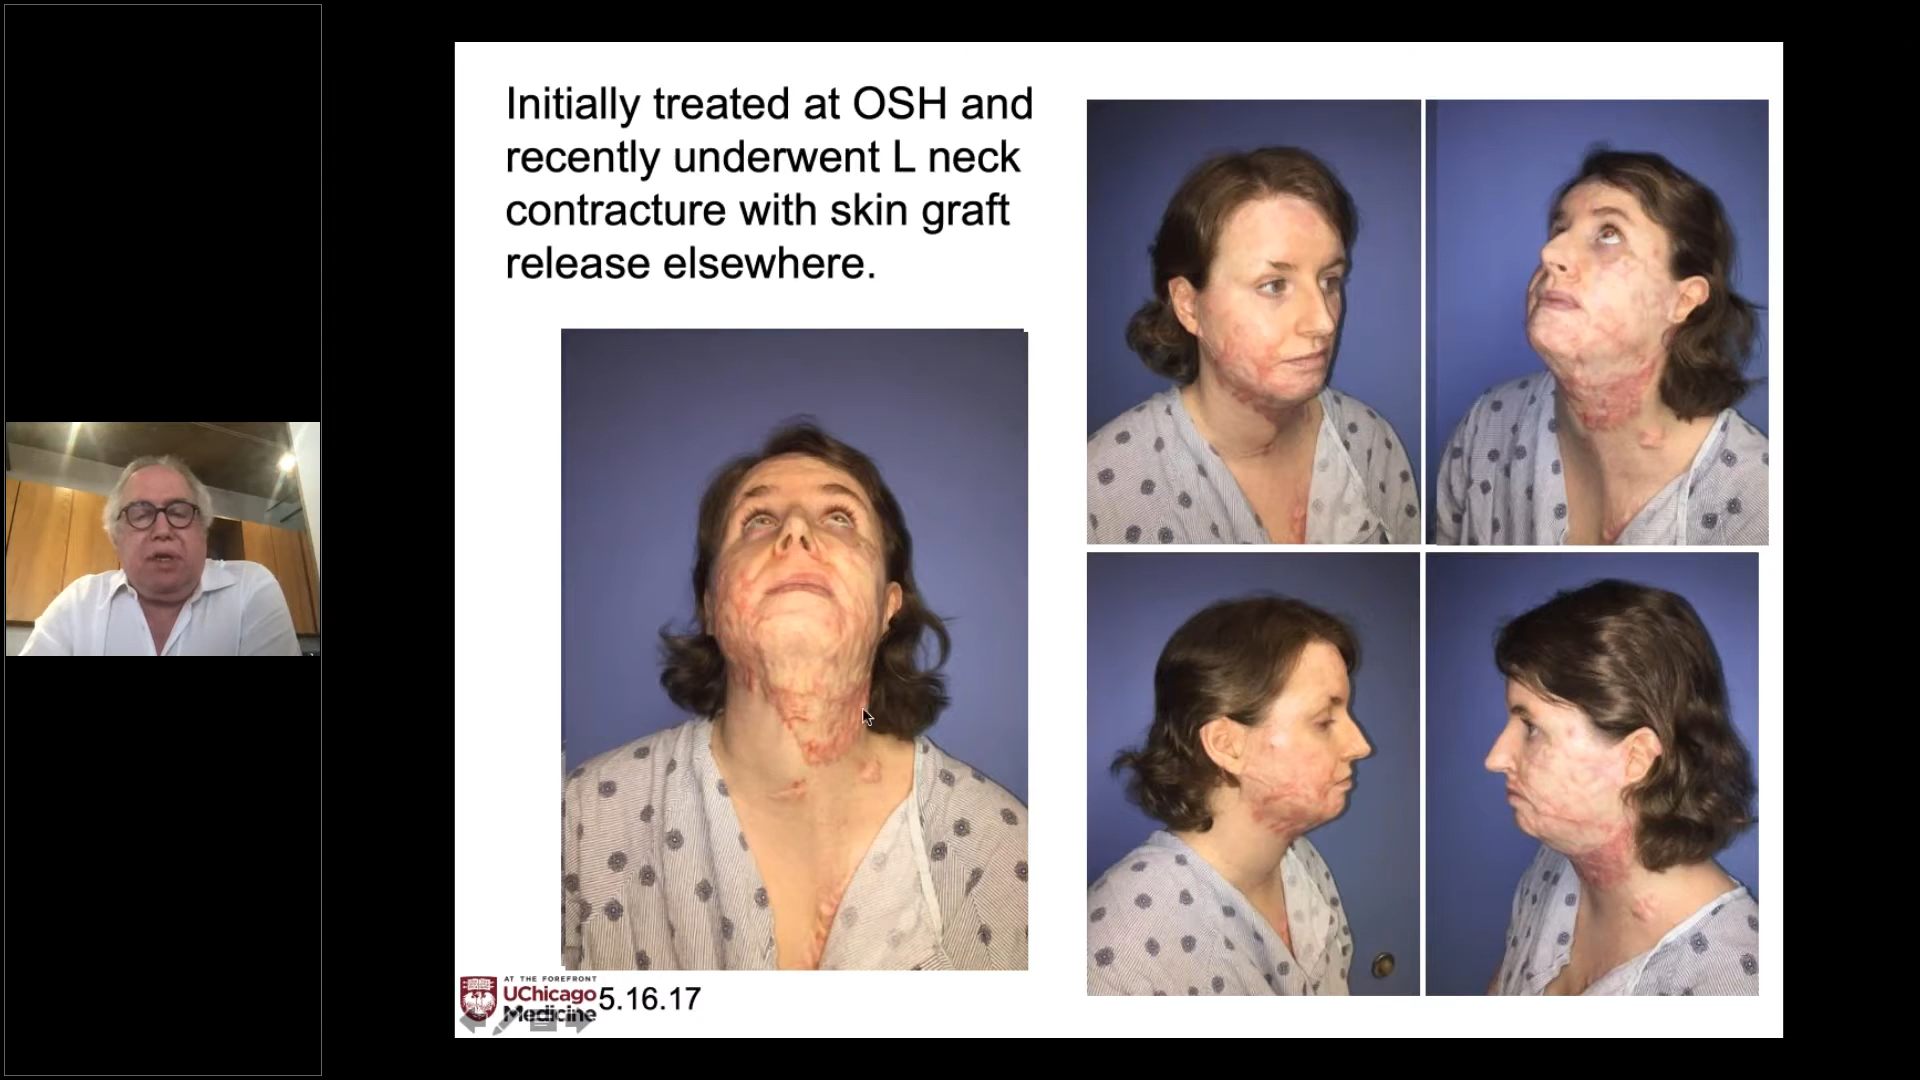 Initially treated at OSH and
recently underwent L neck
contracture with skin graft
release elsewhere.
AT THE FOREFRONT
UChicago
Medicine
5.16.17